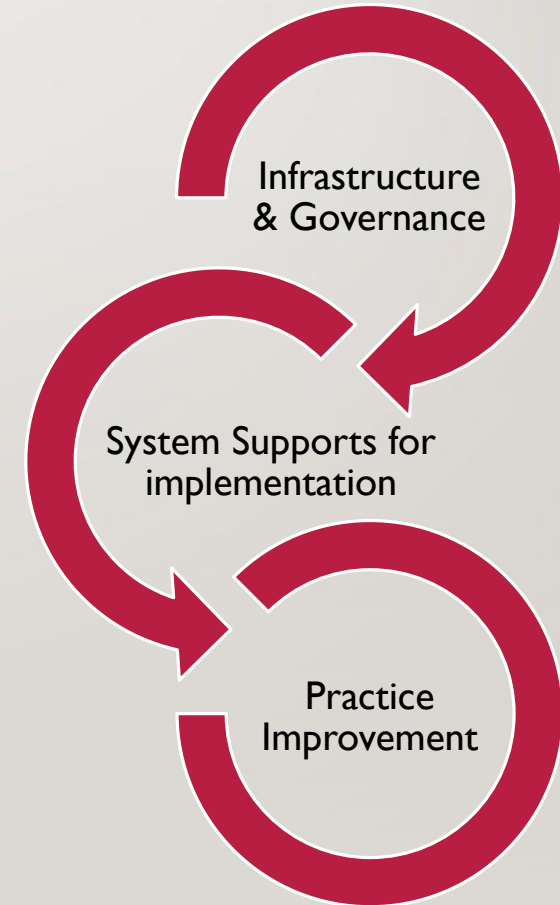 Infrastructure
& Governance
System Supports for
implementation
Practice
Improvement